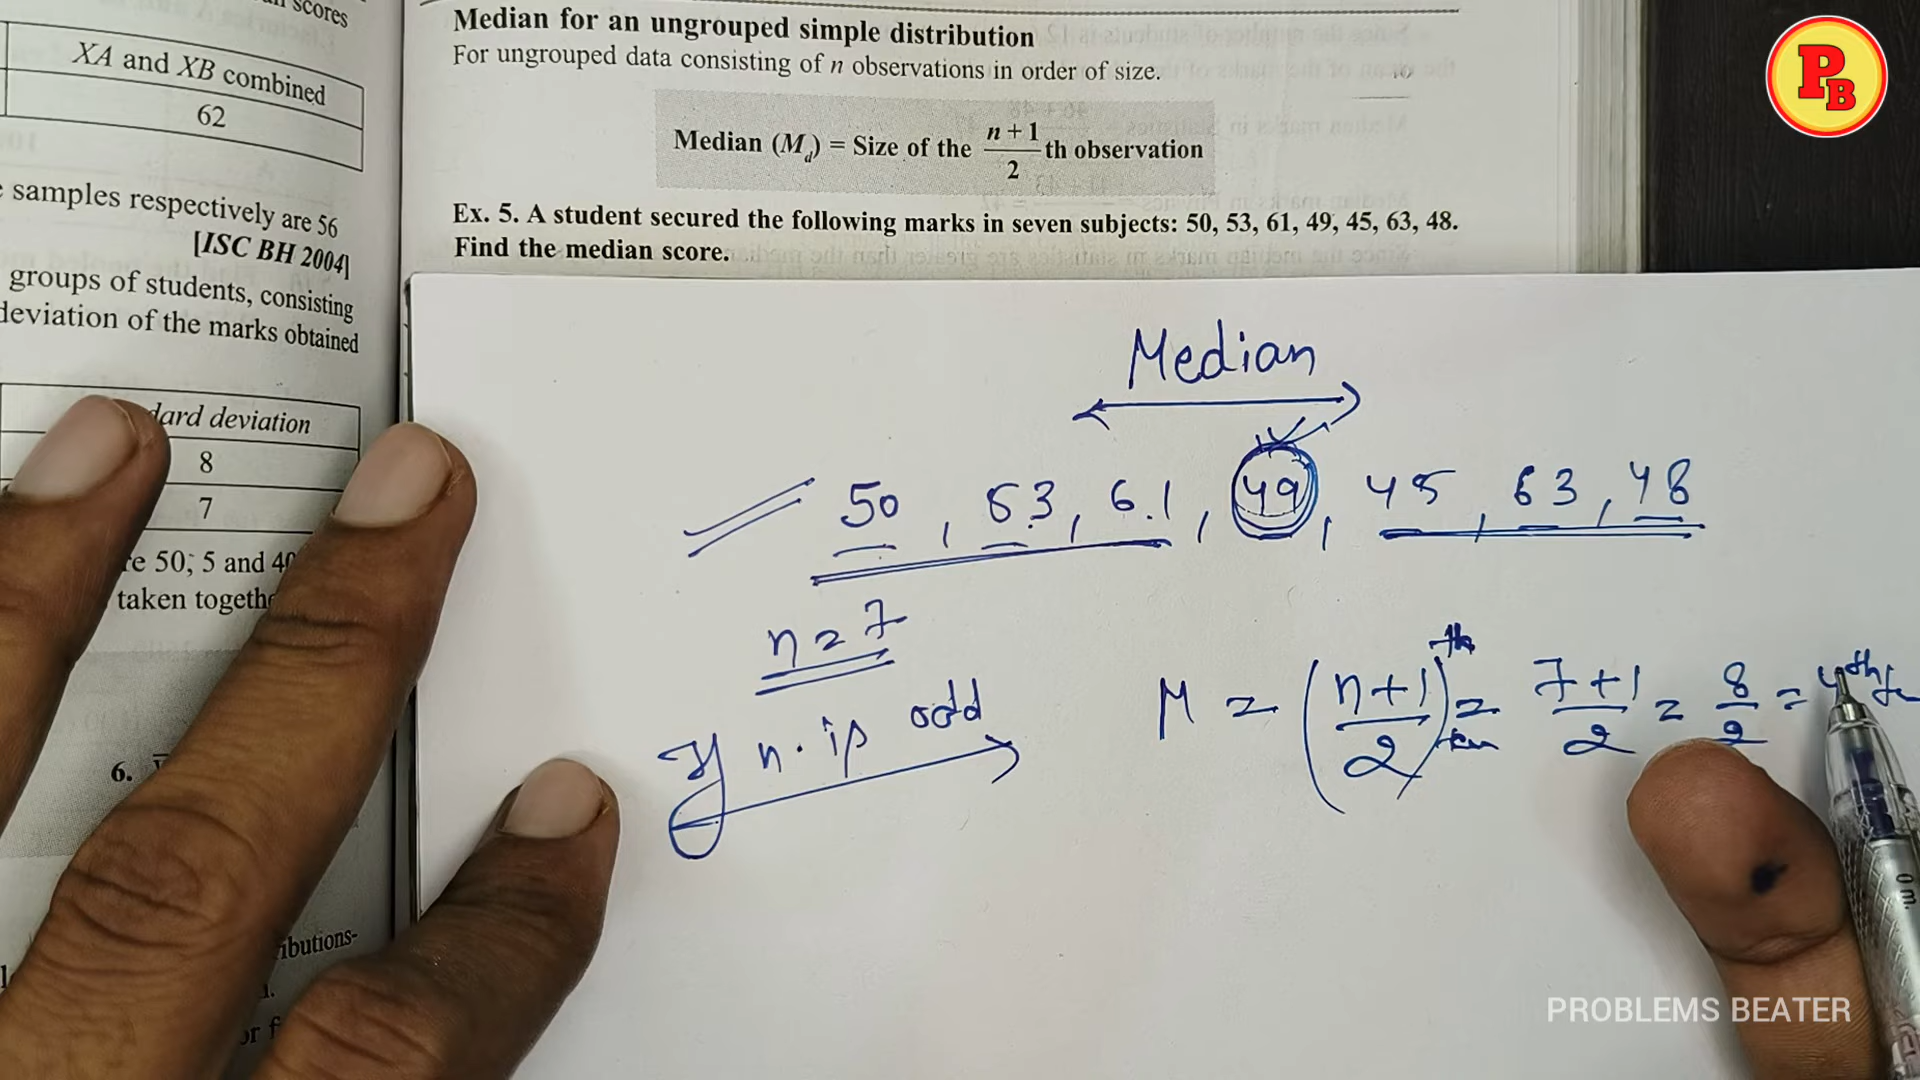 scores
XA and XB combined
62
samples respectively are 56
[ISC BH 2004]
groups of students, consisting
deviation of the marks obtained
dard deviation
8
7
re 50, 5 and 40
taken togethe
6.
ibutions-
or f
Median for an ungrouped simple distribution
For ungrouped data consisting of n observations in order of size.
Median (Md) = Size of the n + 1 / 2 th observation
Ex. 5. A student secured the following marks in seven subjects: 50, 53, 61, 49, 45, 63, 48.
Find the median score.
Median
50, 53, 61, 49, 45, 63, 48
n = 7
If n is odd
M = (n+1 / 2)th = 7+1 / 2 = 8 / 2 = 4th
PB
0 m.
PROBLEMS BEATER